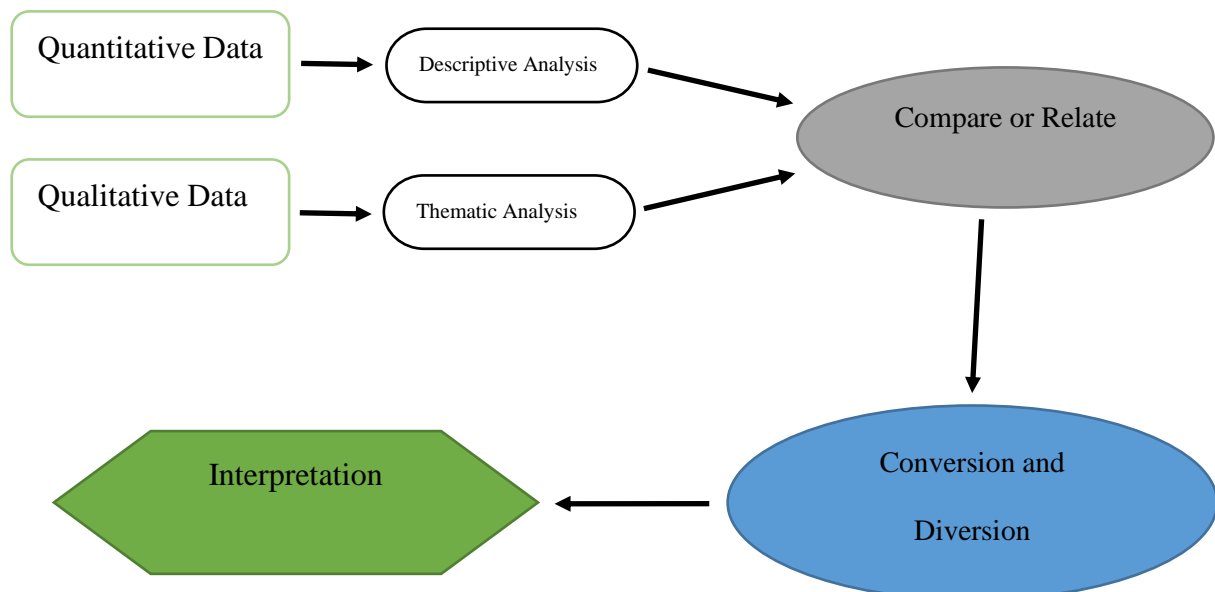 Quantitative Data
Descriptive Analysis
Compare or Relate
Qualitative Data
Thematic Analysis
Interpretation
Conversion and
Diversion